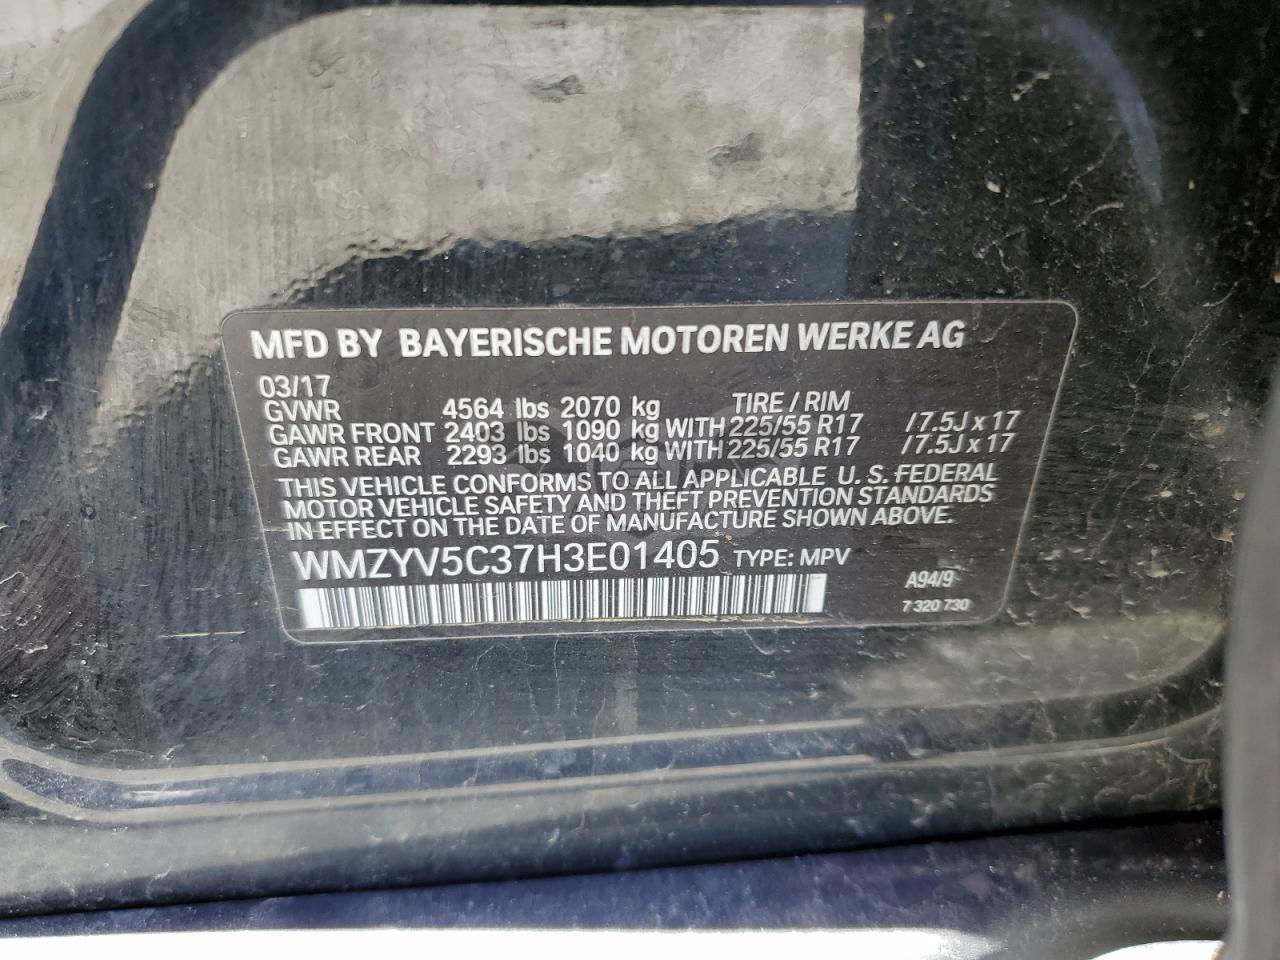 MFD BY BAYERISCHE MOTOREN WERKE AG
03/17
GVWR 4564 lbs 2070 kg TIRE / RIM
GAWR FRONT 2403 lbs 1090 kg WITH 225/55 R17 /7.5J x 17
GAWR REAR 2293 lbs 1040 kg WITH 225/55 R17 /7.5J x 17
THIS VEHICLE CONFORMS TO ALL APPLICABLE U. S. FEDERAL
MOTOR VEHICLE SAFETY AND THEFT PREVENTION STANDARDS
IN EFFECT ON THE DATE OF MANUFACTURE SHOWN ABOVE.
WMZYV5C37H3E01405 TYPE: MPV
A94/9
7 320 730